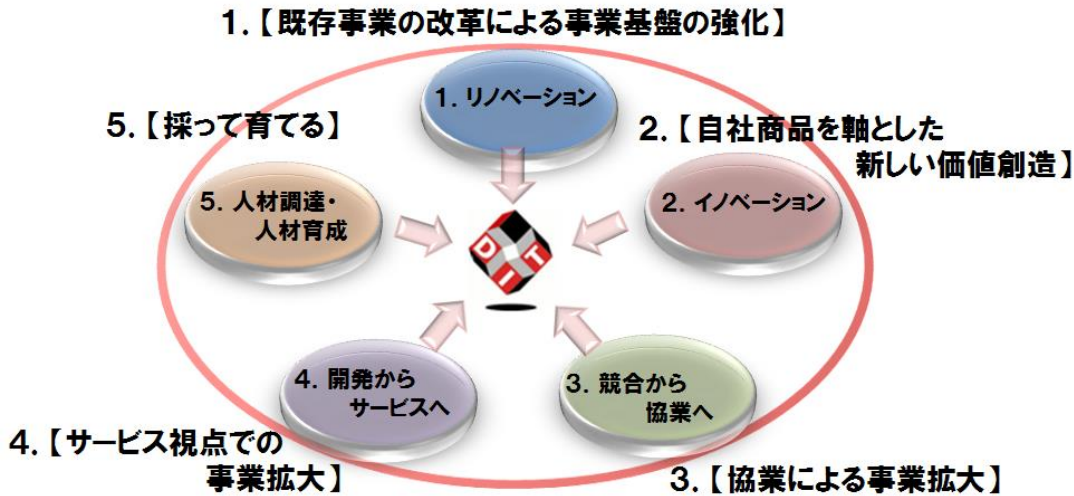 1.【既存事業の改革による事業基盤の強化】
1. リノベーション
5.【採って育てる】
2.【自社商品を軸とした
新しい価値創造】
5. 人材調達・
人材育成
2. イノベーション
D I T
4. 開発から
サービスへ
3. 競合から
協業へ
4.【サービス視点での
事業拡大】
3.【協業による事業拡大】